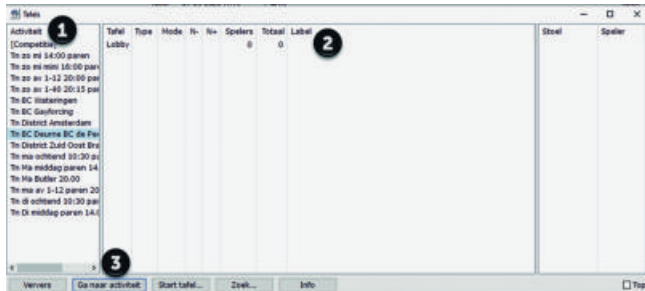 Tafels
Activiteit 1
Tafel Type Mode N- N+ Spelers Totaal Label 2
Stoel Speler
[Competitie]
Lobby 0 0
Tn zo mi 14:00 paren
Tn zo mi mini 16:00 pare
Tn zo av 1-12 20:00 par
Tn zo av 1-40 20:15 par
Tn BC Wateringen
Tn BC Gayforcing
Tn District Amsterdam
Tn BC Deurne BC de Pee
Tn District Zuid Oost Bra
Tn ma ochtend 10:30 pa
Tn Ma middag paren 14.
Tn Ma Butler 20.00
Tn ma av 1-12 paren 20
Tn di ochtend 10:30 par
Tn Di middag paren 14.0
3
Ververs Ga naar activiteit Start tafel... Zoek... Info Top